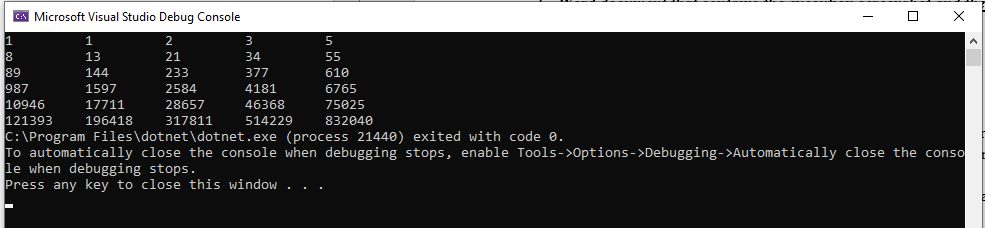 Microsoft Visual Studio Debug Console
1 1 2 3 5
8 13 21 34 55
89 144 233 377 610
987 1597 2584 4181 6765
10946 17711 28657 46368 75025
121393 196418 317811 514229 832040
C:\Program Files\dotnet\dotnet.exe (process 21440) exited with code 0.
To automatically close the console when debugging stops, enable Tools->Options->Debugging->Automatically close the conso
le when debugging stops.
Press any key to close this window . . .